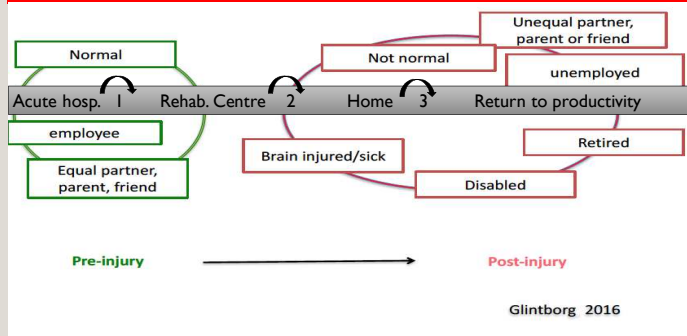 Unequal partner,
parent or friend
Normal
Not normal
unemployed
Acute hosp. 1 Rehab. Centre 2 Home 3 Return to productivity
employee
Retired
Brain injured/sick
Equal partner,
parent, friend
Disabled
Pre-injury
Post-injury
Glintborg 2016